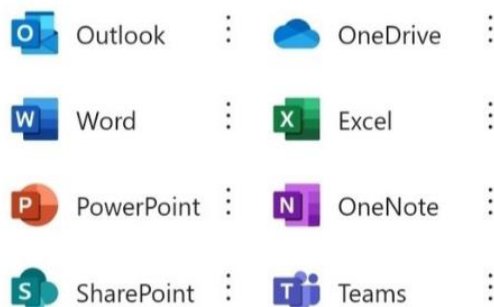 Outlook OneDrive
Word Excel
PowerPoint OneNote
SharePoint Teams